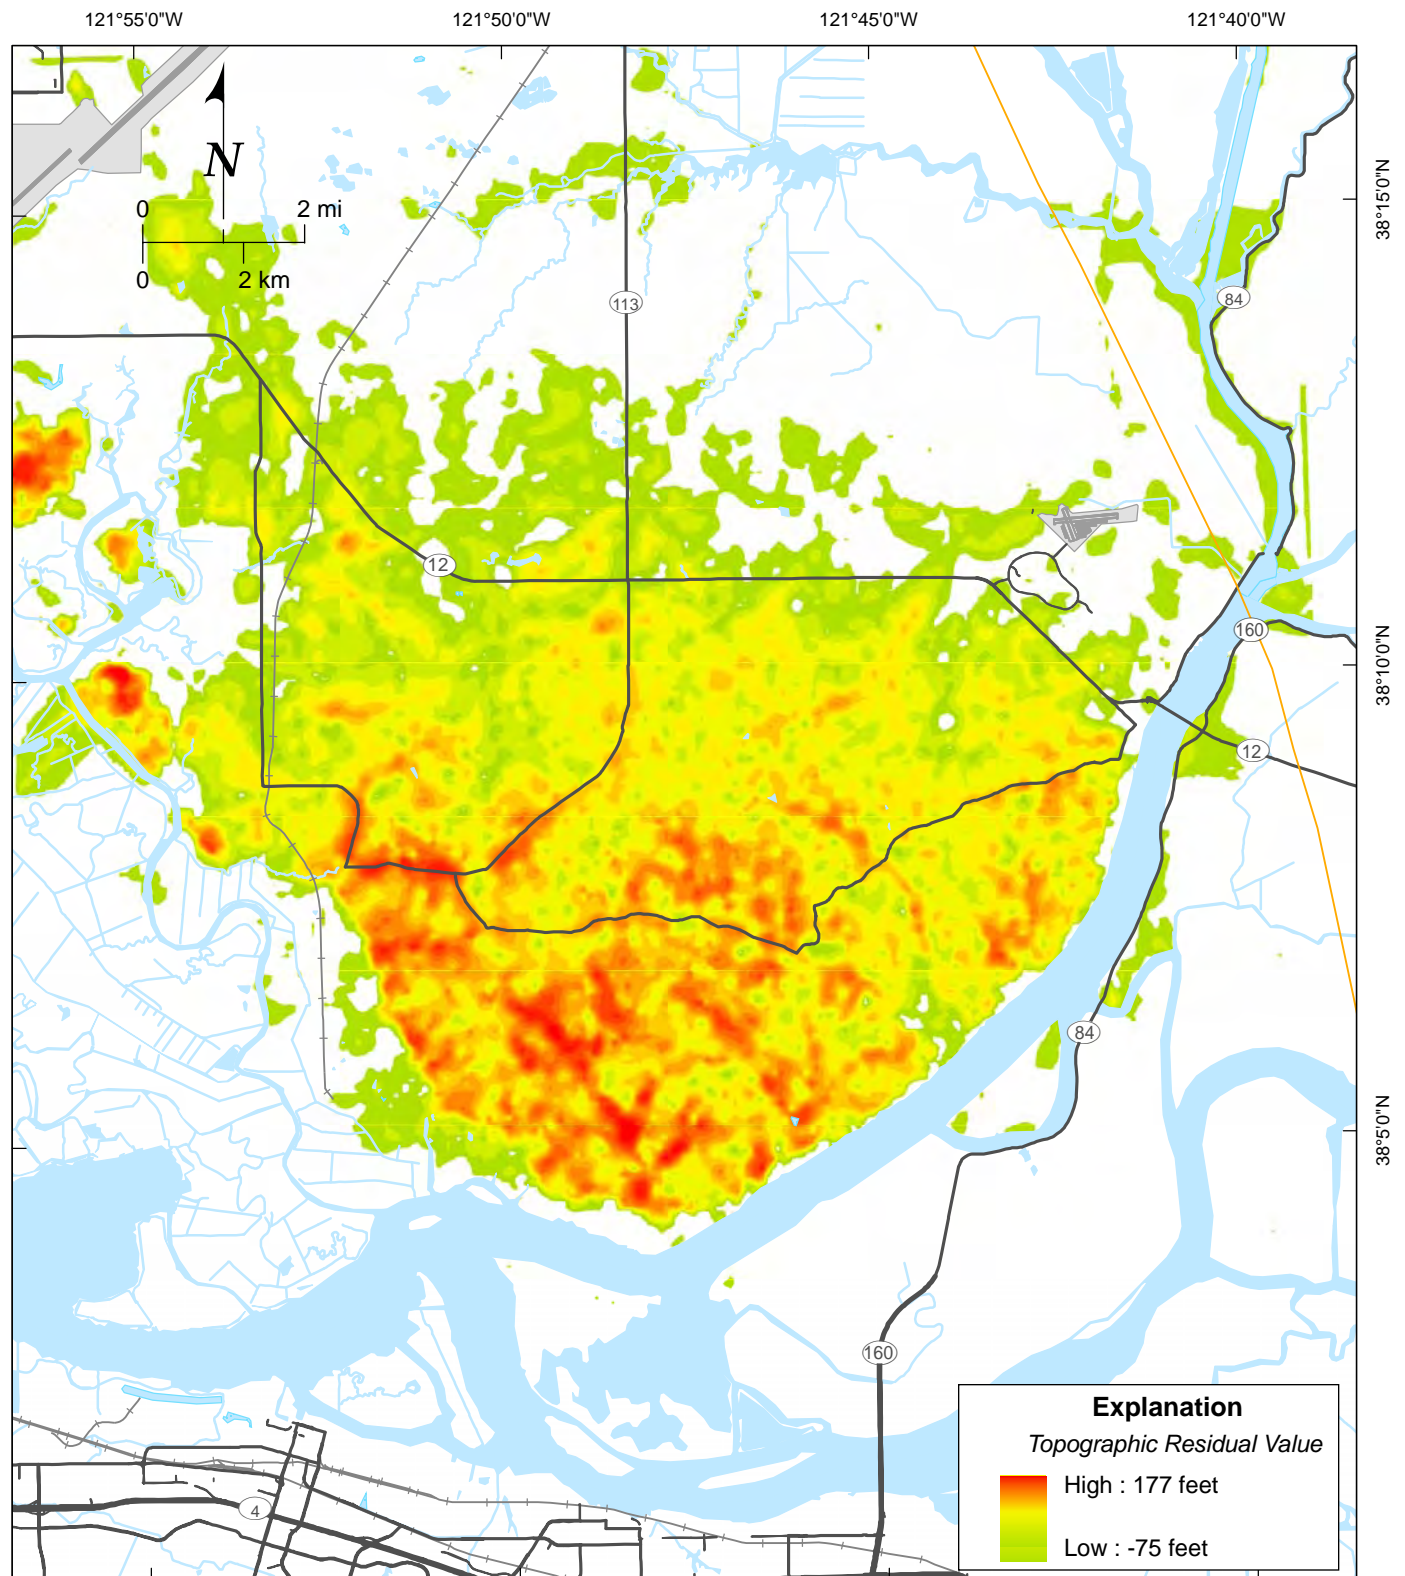 121°55'0"W 121°50'0"W 121°45'0"W 121°40'0"W
N
0 2 mi
0 2 km
38°15'0"N
113
84
12
160
38°10'0"N
12
84
38°5'0"N
160
4
Explanation
Topographic Residual Value
High : 177 feet
Low : -75 feet